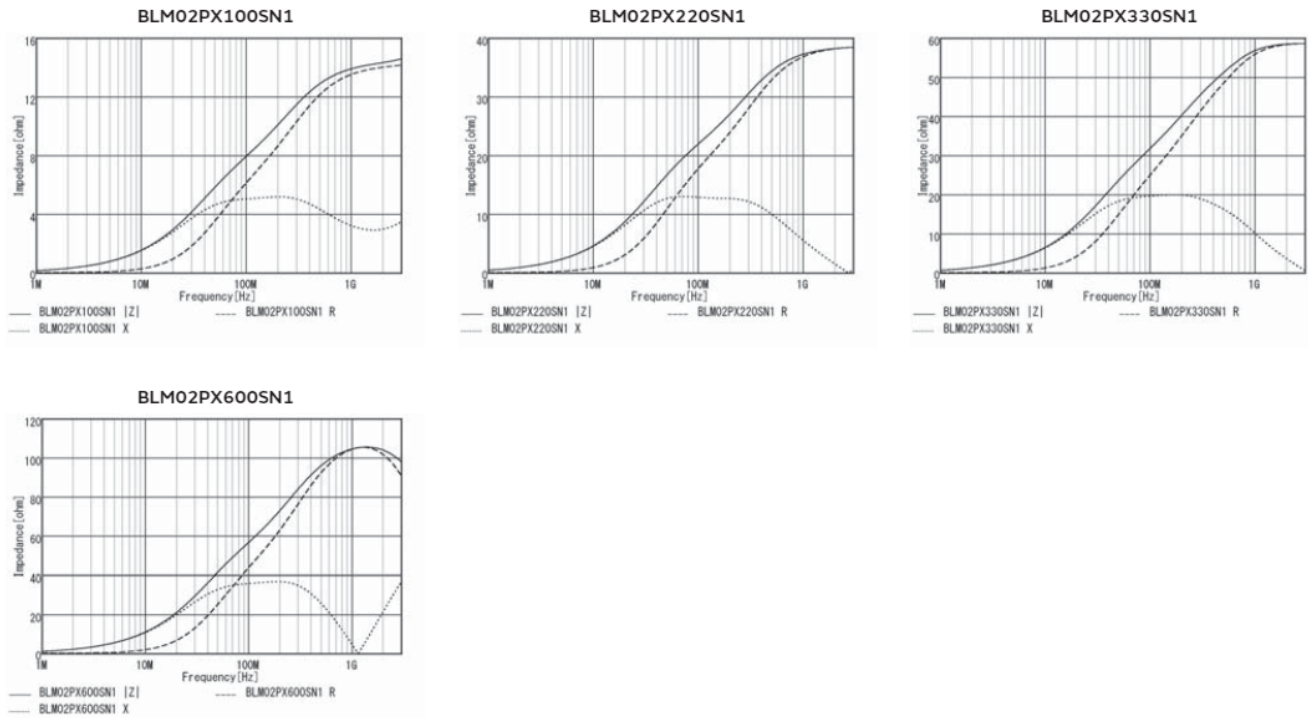 BLM02PX100SN1
16
12
8
4
0
Impedance[ohm]
1M
10M
100M
1G
Frequency[Hz]
BLM02PX100SN1 |Z|
BLM02PX100SN1 R
BLM02PX100SN1 X
BLM02PX220SN1
40
30
20
10
0
Impedance[ohm]
1M
10M
100M
1G
Frequency[Hz]
BLM02PX220SN1 |Z|
BLM02PX220SN1 R
BLM02PX220SN1 X
BLM02PX330SN1
60
50
40
30
20
10
0
Impedance[ohm]
1M
10M
100M
1G
Frequency[Hz]
BLM02PX330SN1 |Z|
BLM02PX330SN1 R
BLM02PX330SN1 X
BLM02PX600SN1
120
100
80
60
40
20
0
Impedance[ohm]
1M
10M
100M
1G
Frequency[Hz]
BLM02PX600SN1 |Z|
BLM02PX600SN1 R
BLM02PX600SN1 X